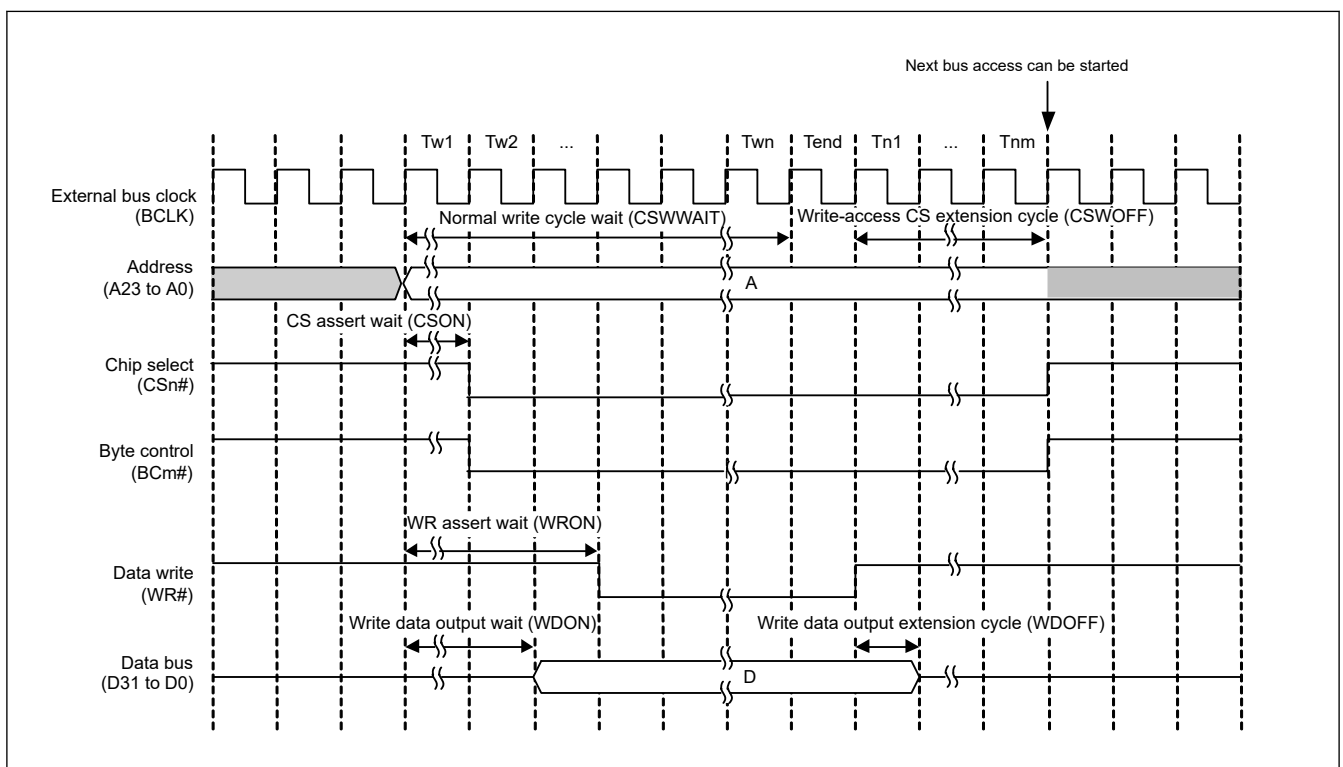 Next bus access can be started
Tw1 Tw2 ... Twn Tend Tn1 ... Tnm
External bus clock
(BCLK)
Normal write cycle wait (CSWWAIT)
Write-access CS extension cycle (CSWOFF)
Address
(A23 to A0)
A
CS assert wait (CSON)
Chip select
(CSn#)
Byte control
(BCm#)
WR assert wait (WRON)
Data write
(WR#)
Write data output wait (WDON)
Write data output extension cycle (WDOFF)
Data bus
(D31 to D0)
D